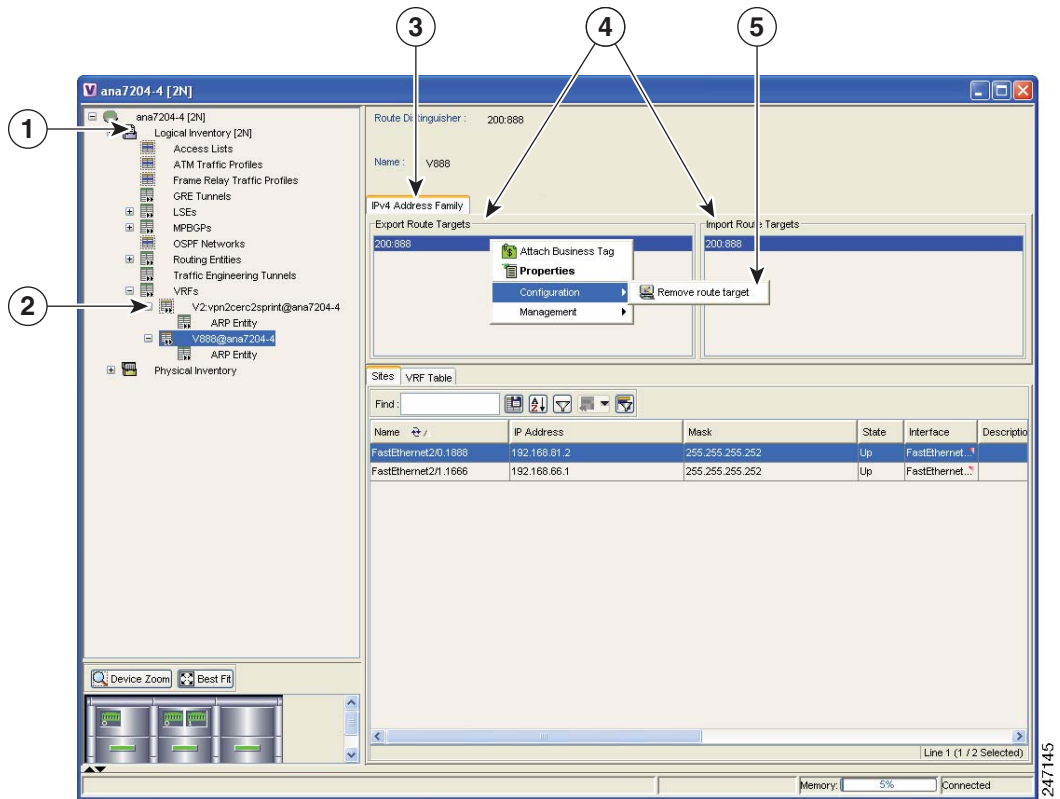 3
4
5
ana7204-4 [2N]
1
ana7204-4 [2N]
Logical Inventory [2N]
Access Lists
ATM Traffic Profiles
Frame Relay Traffic Profiles
GRE Tunnels
LSEs
MPBGPs
OSPF Networks
Routing Entities
Traffic Engineering Tunnels
VRFs
2
V2:vpn2cerc2sprint@ana7204-4
ARP Entity
V888@ana7204-4
ARP Entity
Physical Inventory
Device Zoom
Best Fit
Route Distinguisher : 200:888
Name : V888
IPv4 Address Family
Export Route Targets
200:888
Import Route Targets
200:888
Attach Business Tag
Properties
Configuration
Management
Remove route target
Sites
VRF Table
Find :
Name IP Address Mask State Interface Descriptio
FastEthernet2/0.1888 192.168.81.2 255.255.255.252 Up FastEthernet...
FastEthernet2/1.1666 192.168.66.1 255.255.255.252 Up FastEthernet...
Line 1 (1 / 2 Selected)
Memory: 5% Connected
247145